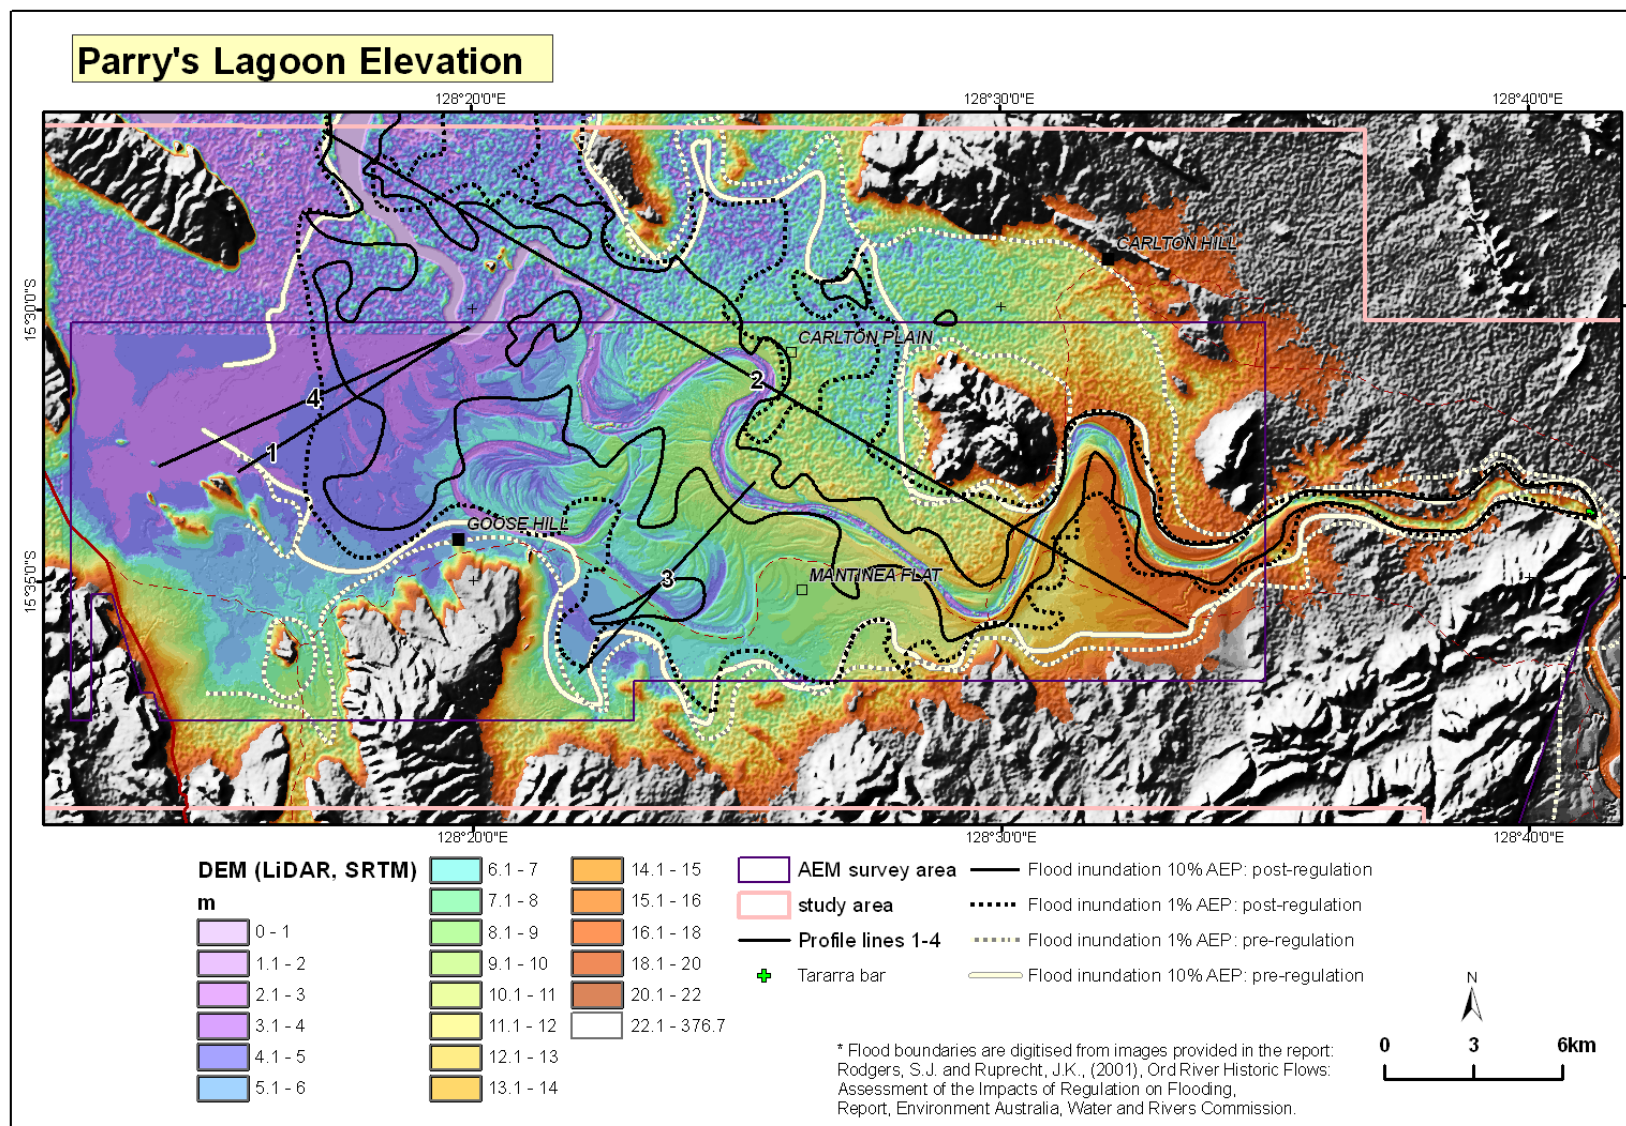 Parry's Lagoon Elevation
128°20'0"E
128°30'0"E
128°40'0"E
CARLTON HILL
15°30'0"S
CARLTON PLAIN
2
4
1
GOOSE HILL
3
MANTINEA FLAT
15°35'0"S
128°20'0"E
128°30'0"E
128°40'0"E
DEM (LiDAR, SRTM)
m
0 - 1
1.1 - 2
2.1 - 3
3.1 - 4
4.1 - 5
5.1 - 6
6.1 - 7
7.1 - 8
8.1 - 9
9.1 - 10
10.1 - 11
11.1 - 12
12.1 - 13
13.1 - 14
14.1 - 15
15.1 - 16
16.1 - 18
18.1 - 20
20.1 - 22
22.1 - 376.7
AEM survey area
study area
Profile lines 1-4
Tararra bar
Flood inundation 10% AEP: post-regulation
Flood inundation 1% AEP: post-regulation
Flood inundation 1% AEP: pre-regulation
Flood inundation 10% AEP: pre-regulation
N
0 3 6km
* Flood boundaries are digitised from images provided in the report:
Rodgers, S.J. and Ruprecht, J.K., (2001), Ord River Historic Flows:
Assessment of the Impacts of Regulation on Flooding,
Report, Environment Australia, Water and Rivers Commission.